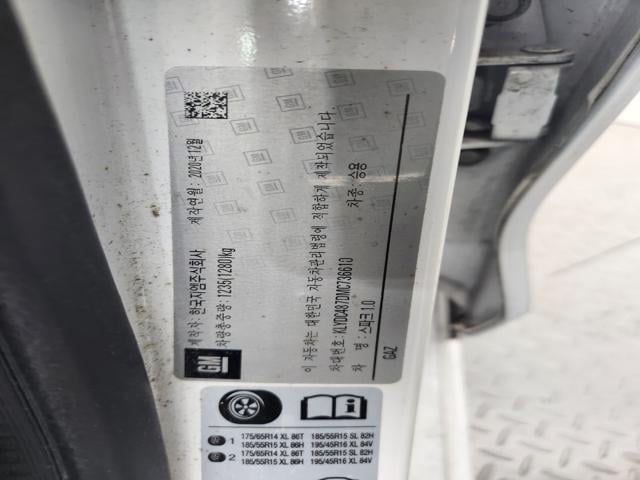 GM
제작자 : 한국지엠주식회사 제작연월 : 2020년 12월
차량총중량 : 1235(1280)kg
이 자동차는 대한민국 자동차관리법령에 적합하게 제작되었습니다.
차대번호 : KLYDC487DMC736610
차 명 : 스파크 1.0 차종 : 승용
GAZ
1 175/65R14 XL 86T 185/55R15 SL 82H
185/55R15 XL 86H 195/45R16 XL 84V
2 175/65R14 XL 86T 185/55R15 SL 82H
185/55R15 XL 86H 195/45R16 XL 84V